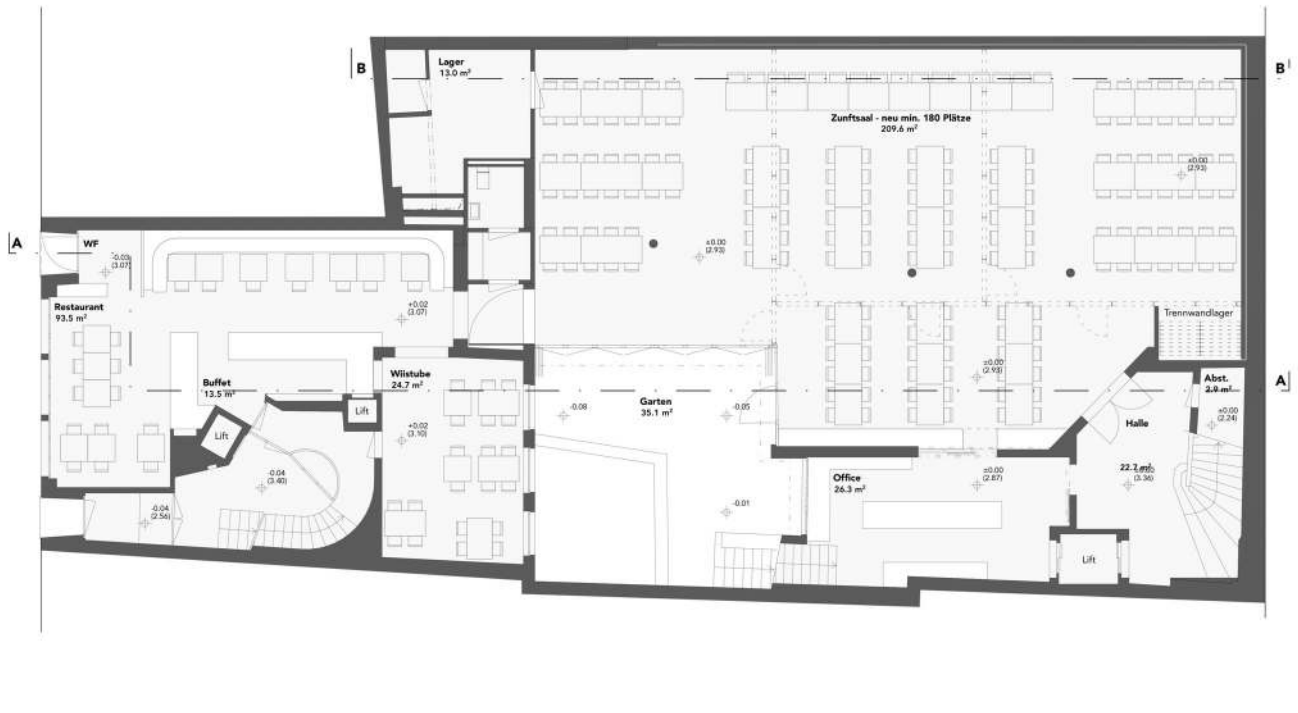 B
Lager
13.0 m²
B
Zunftsaal - neu min. 180 Plätze
209.6 m²
±0.00
(2.93)
A
WF
-0.03
(3.07)
±0.00
(2.93)
Restaurant
93.5 m²
+0.02
(3.07)
Trennwandlager
Buffet
13.5 m²
Wiistube
24.7 m²
±0.00
(2.93)
Abst.
2.9 m²
A
Lift
-0.08
Garten
35.1 m²
-0.05
±0.00
(2.24)
Lift
+0.02
(3.10)
Halle
22.7 m²
(3.36)
-0.04
(3.40)
Office
26.3 m²
±0.00
(2.87)
-0.04
(2.56)
-0.01
Lift